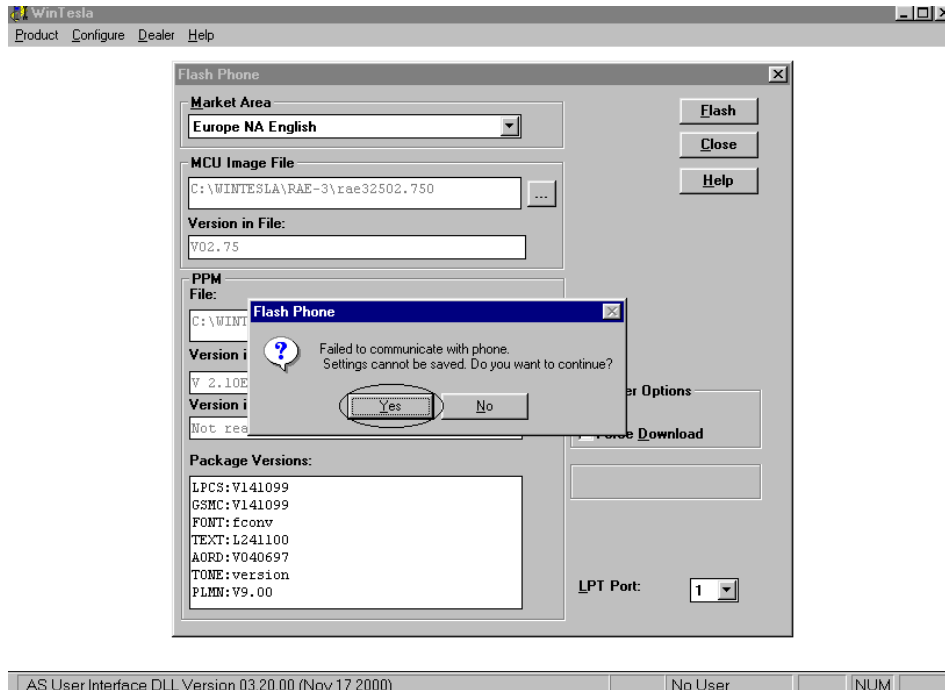 WinTesla
Product Configure Dealer Help
Flash Phone
Market Area
Europe NA English
Flash
Close
Help
MCU Image File
C:\WINTESLA\RAE-3\rae32502.750
...
Version in File:
V02.75
PPM
File:
C:\WINT
Flash Phone
Failed to communicate with phone.
Settings cannot be saved. Do you want to continue?
Yes No
Version i
V 2.10E
Version i
Not rea
er Options
Download
Package Versions:
LPCS:V141099
GSMC:V141099
FONT:fconv
TEXT:L241100
AORD:V040697
TONE:version
PLMN:V9.00
LPT Port:
1
AS User Interface DLL Version 03.20.00 (Nov 17 2000) No User NUM